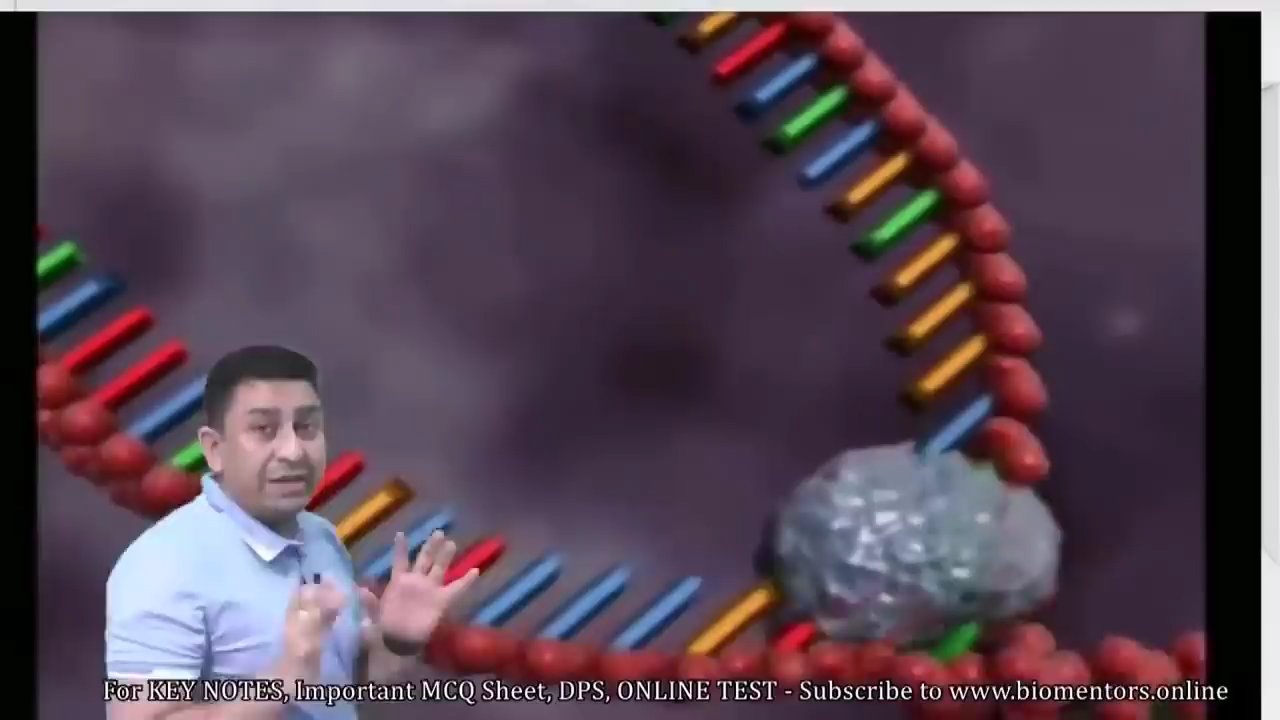 For KEY NOTES, Important MCQ Sheet, DPS, ONLINE TEST - Subscribe to www.biomentors.online